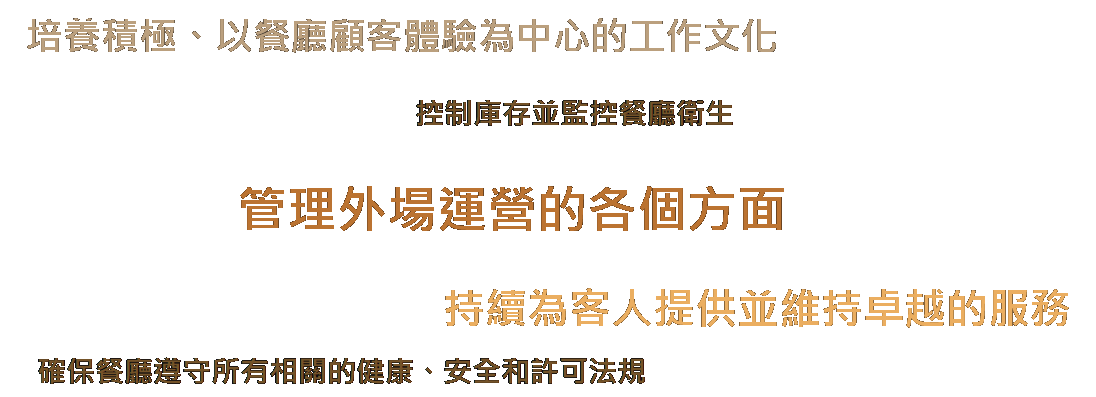 培養積極、以餐廳顧客體驗為中心的工作文化
控制庫存並監控餐廳衛生
管理外場運營的各個方面
持續為客人提供並維持卓越的服務
確保餐廳遵守所有相關的健康、安全和許可法規